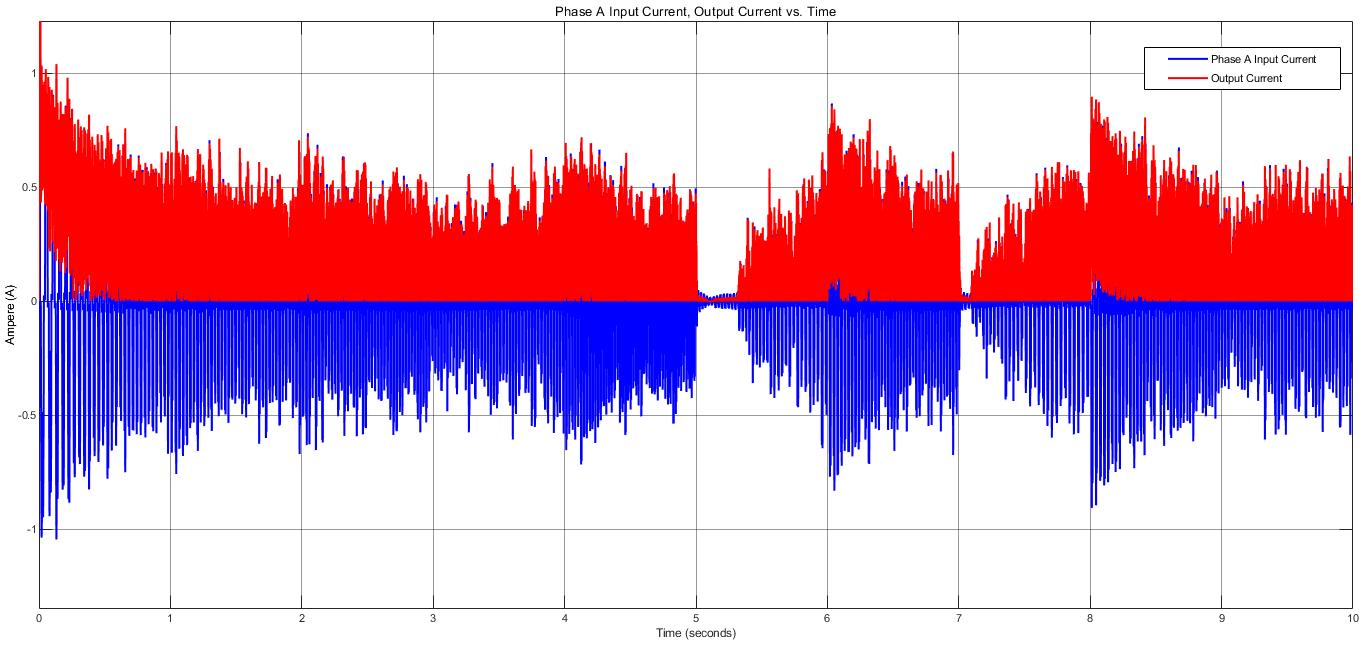 Phase A Input Current, Output Current vs. Time
Phase A Input Current
Output Current
1
0.5
0
-0.5
-1
Ampere (A)
0 1 2 3 4 5 6 7 8 9 10
Time (seconds)